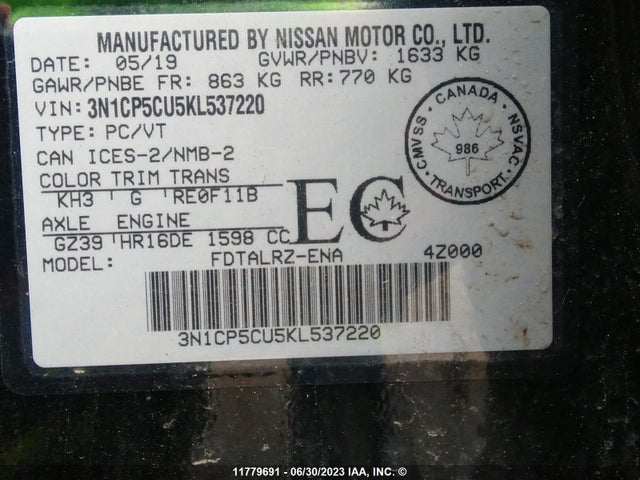 MANUFACTURED BY NISSAN MOTOR CO., LTD.
DATE: 05/19 GVWR/PNBV: 1633 KG
GAWR/PNBE FR: 863 KG RR: 770 KG
VIN: 3N1CP5CU5KL537220
TYPE: PC/VT
CAN ICES-2/NMB-2
COLOR TRIM TRANS
KH3 G RE0F11B
AXLE ENGINE
GZ39 HR16DE 1598 CC
EC
MODEL: FDTALRZ-ENA 4Z000
3N1CP5CU5KL537220
CANADA
CMVSS NSVAC
986
TRANSPORT
11779691 - 06/30/2023 IAA, INC. ©